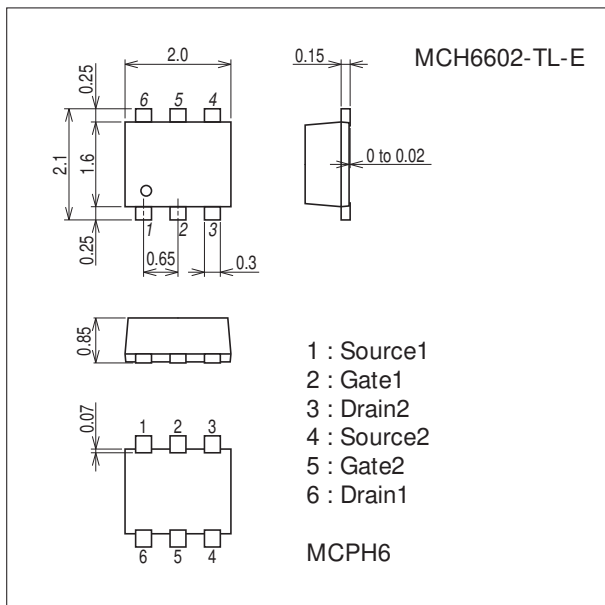 MCH6602-TL-E
2.0
0.15
0.25
6 5 4
2.1
1.6
0 to 0.02
0.25
1 2 3
0.65
0.3
0.85
1 : Source1
2 : Gate1
3 : Drain2
4 : Source2
5 : Gate2
6 : Drain1
0.07
1 2 3
6 5 4
MCPH6